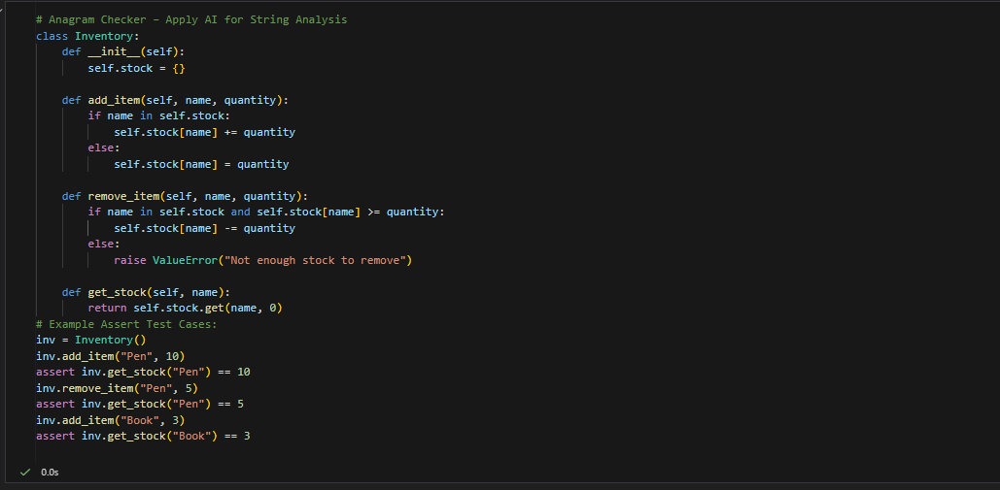 # Anagram Checker – Apply AI for String Analysis
class Inventory:
    def __init__(self):
        self.stock = {}

    def add_item(self, name, quantity):
        if name in self.stock:
            self.stock[name] += quantity
        else:
            self.stock[name] = quantity

    def remove_item(self, name, quantity):
        if name in self.stock and self.stock[name] >= quantity:
            self.stock[name] -= quantity
        else:
            raise ValueError("Not enough stock to remove")

    def get_stock(self, name):
        return self.stock.get(name, 0)
# Example Assert Test Cases:
inv = Inventory()
inv.add_item("Pen", 10)
assert inv.get_stock("Pen") == 10
inv.remove_item("Pen", 5)
assert inv.get_stock("Pen") == 5
inv.add_item("Book", 3)
assert inv.get_stock("Book") == 3
0.0s